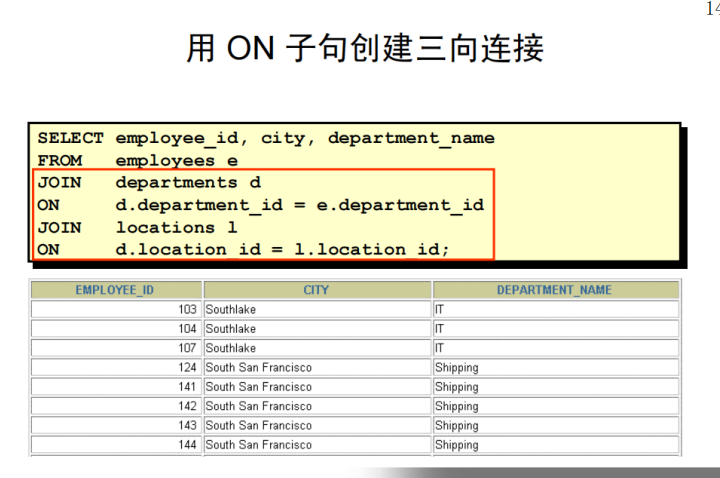 14
用 ON 子句创建三向连接
SELECT employee_id, city, department_name
FROM employees e
JOIN departments d
ON d.department_id = e.department_id
JOIN locations l
ON d.location_id = l.location_id;
EMPLOYEE_ID CITY DEPARTMENT_NAME
103 Southlake IT
104 Southlake IT
107 Southlake IT
124 South San Francisco Shipping
141 South San Francisco Shipping
142 South San Francisco Shipping
143 South San Francisco Shipping
144 South San Francisco Shipping